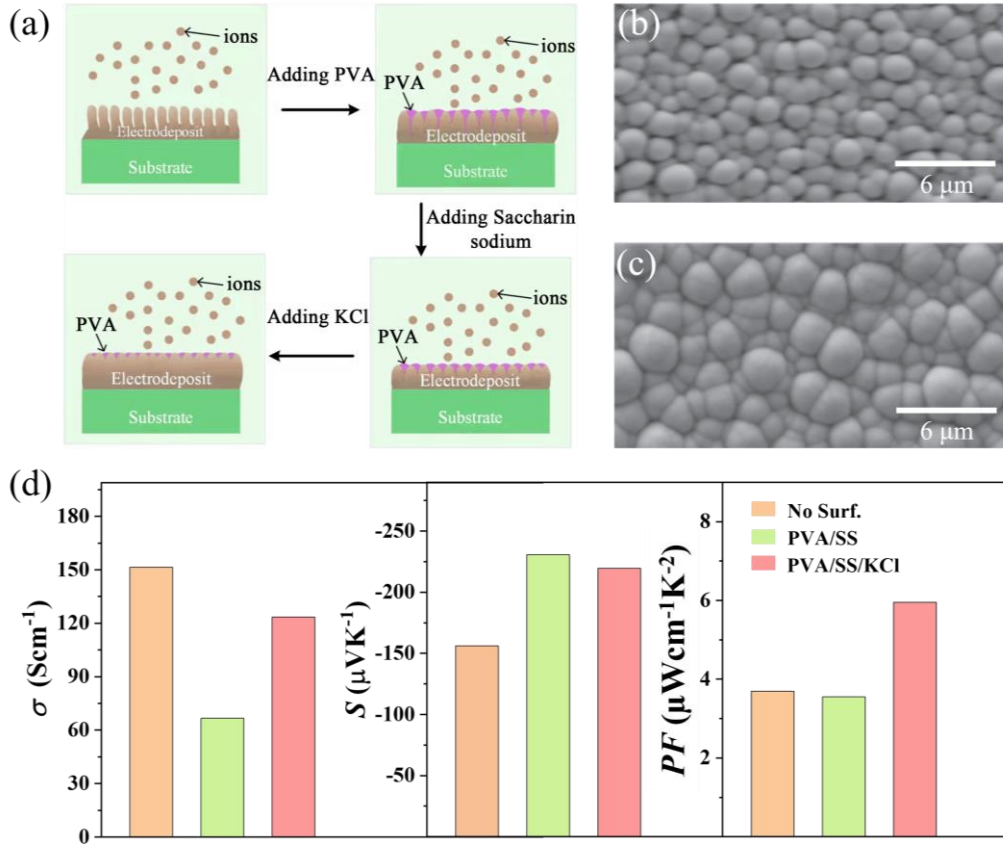 (a)
ions
Electrodeposit
Substrate
Adding PVA
ions
PVA
Electrodeposit
Substrate
Adding Saccharin
sodium
ions
PVA
Electrodeposit
Substrate
Adding KCl
ions
PVA
Electrodeposit
Substrate
(b)
6 μm
(c)
6 μm
(d)
σ (Scm⁻¹)
180
150
120
90
60
30
0
S (μVK⁻¹)
-250
-200
-150
-100
-50
PF (μWcm⁻¹K⁻²)
8
6
4
2
No Surf.
PVA/SS
PVA/SS/KCl